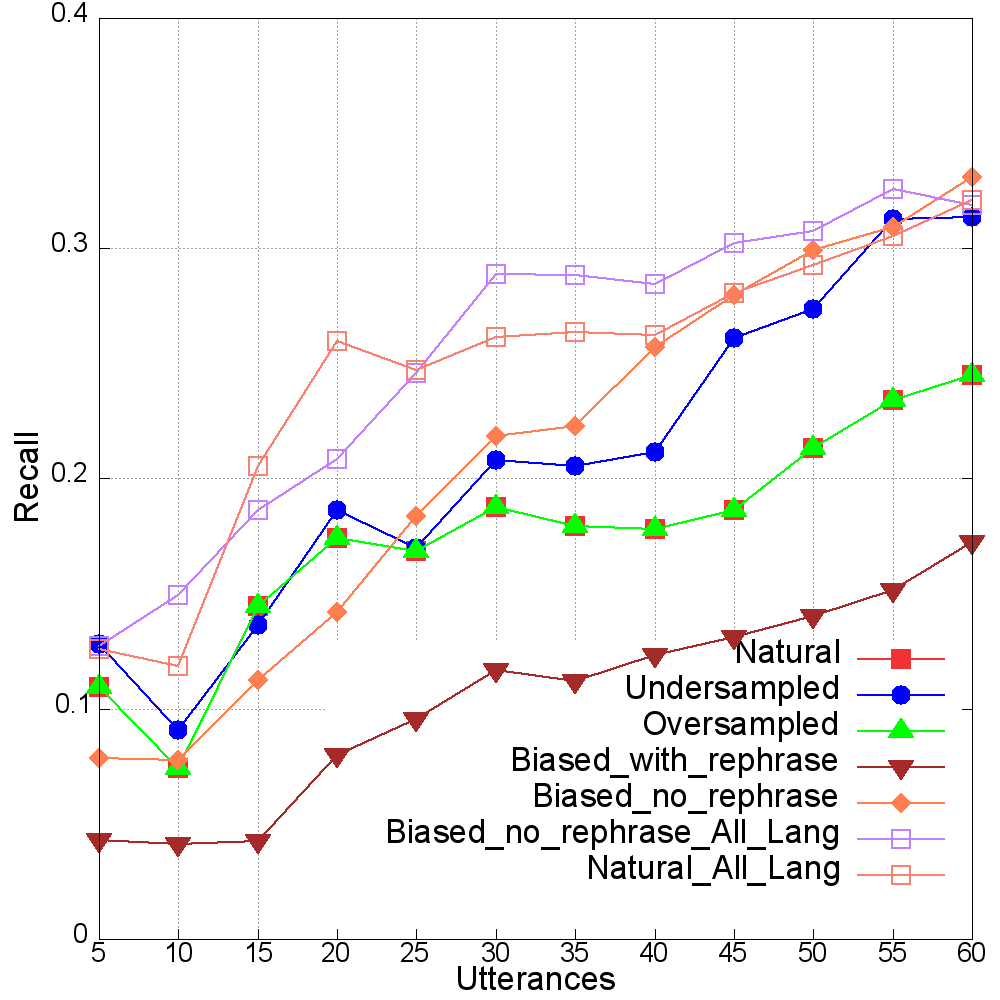 0.4
0.3
0.2
0.1
0
Recall
Natural
Undersampled
Oversampled
Biased_with_rephrase
Biased_no_rephrase
Biased_no_rephrase_All_Lang
Natural_All_Lang
5 10 15 20 25 30 35 40 45 50 55 60
Utterances